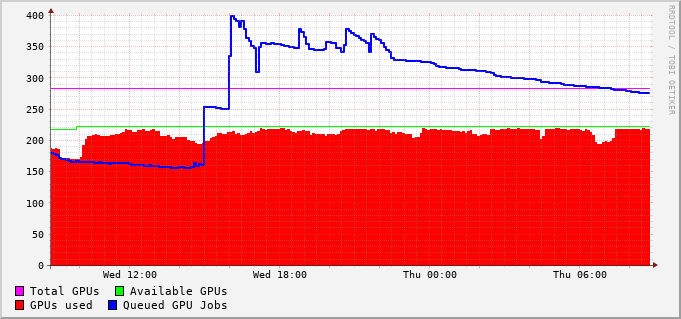 400
350
300
250
200
150
100
50
0
Wed 12:00 Wed 18:00 Thu 00:00 Thu 06:00
Total GPUs Available GPUs
GPUs used Queued GPU Jobs
RRDTOOL / TOBI OETIKER